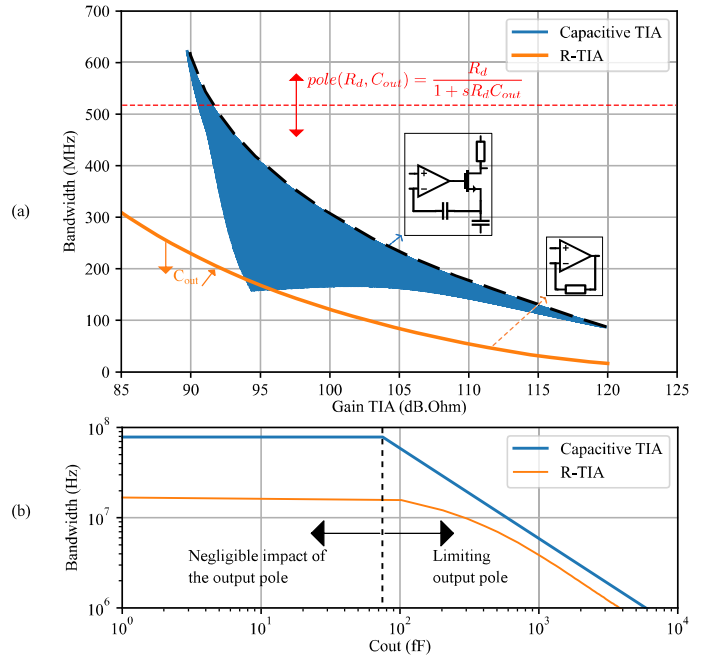 (a)
Bandwidth (MHz)
700
600
500
400
300
200
100
0
Capacitive TIA
R-TIA
pole(R_d, C_out) = R_d / (1 + sR_dC_out)
C_out
+
−
+
−
85
90
95
100
105
110
115
120
125
Gain TIA (dB.Ohm)
(b)
Bandwidth (Hz)
10^8
10^7
10^6
Capacitive TIA
R-TIA
Negligible impact of
the output pole
Limiting
output pole
10^0
10^1
10^2
10^3
10^4
Cout (fF)